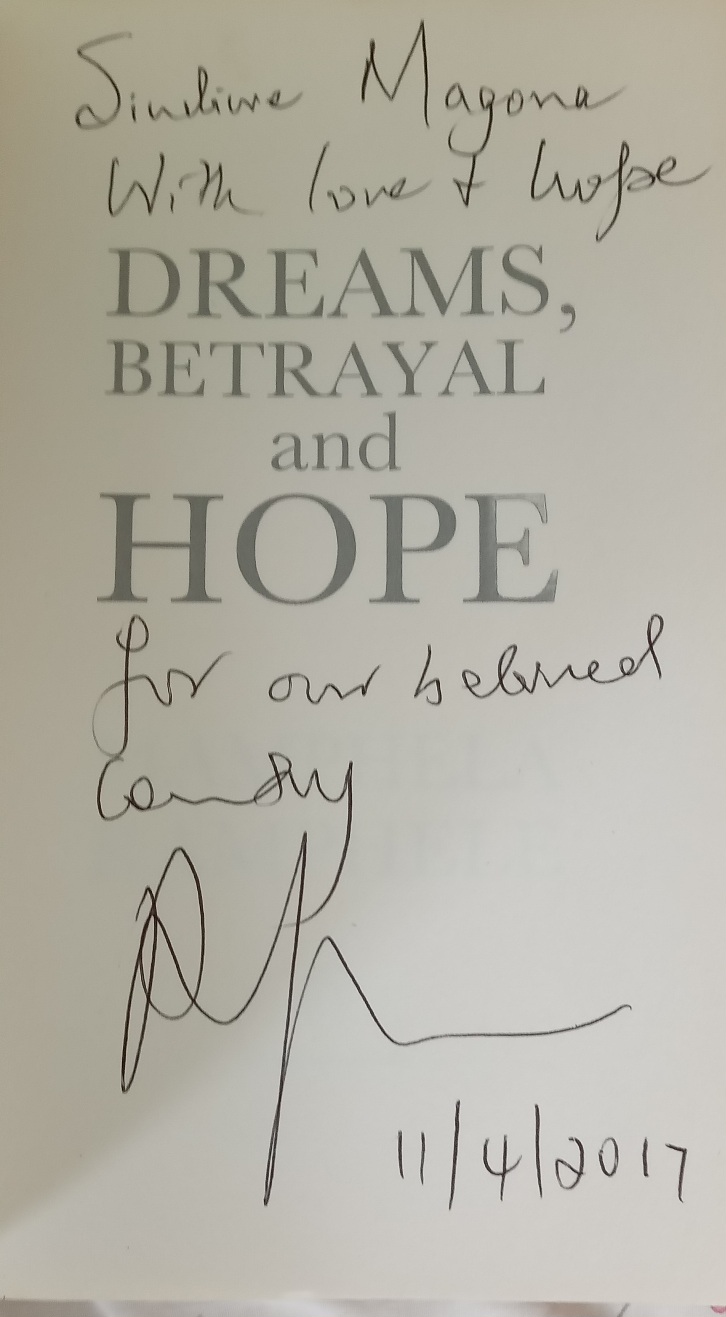 Sindiwe Magona
With love & hope
DREAMS,
BETRAYAL
and
HOPE
for our beloved
country
11/4/2017